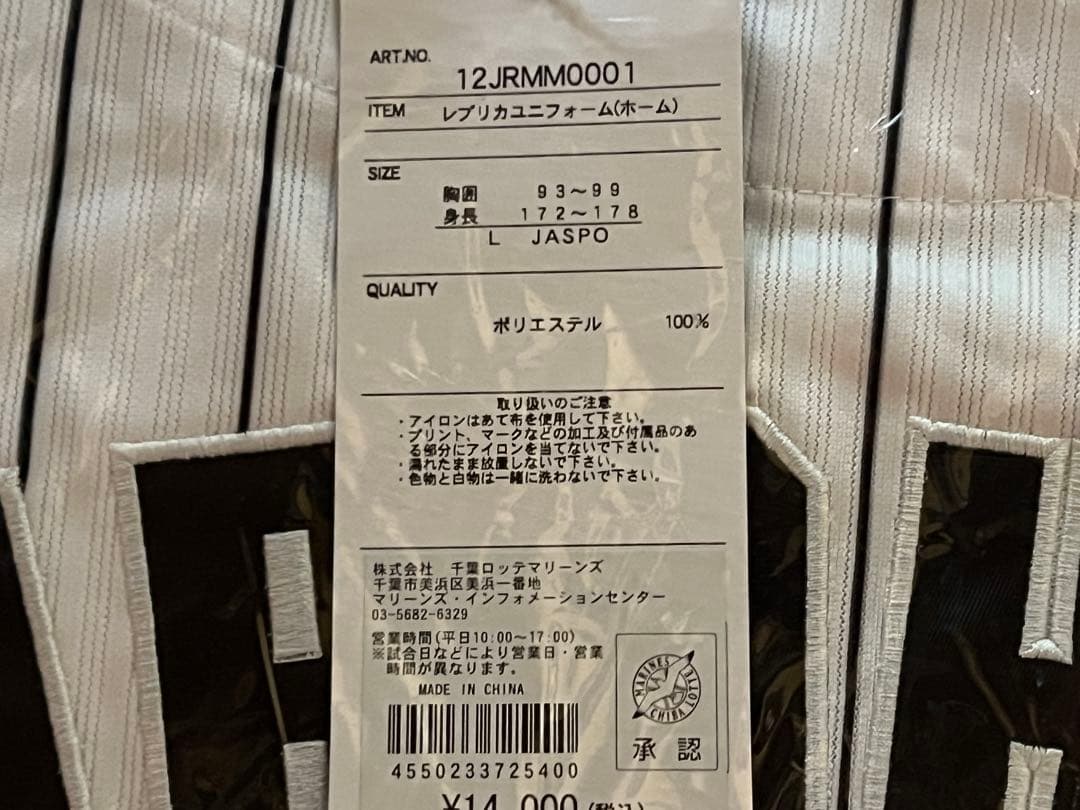 ART.NO.
12JRMM0001
ITEM レプリカユニフォーム(ホーム)
SIZE
胸囲 93～99
身長 172～178
L JASPO
QUALITY
ポリエステル 100%
取り扱いのご注意
・アイロンはあて布を使用して下さい。
・プリント、マークなどの加工及び付属品のあ
る部分にアイロンを当てないで下さい。
・濡れたまま放置しないで下さい。
・色物と白物は一緒に洗わないで下さい。
株式会社 千葉ロッテマリーンズ
千葉市美浜区美浜一番地
マリーンズ・インフォメーションセンター
03-5682-6329
営業時間(平日10:00～17:00)
※試合日などにより営業日・営業
時間が異なります。
MADE IN CHINA
MARINES
CHIBA LOTTE
承認
4550233725400
¥14,000(税込)